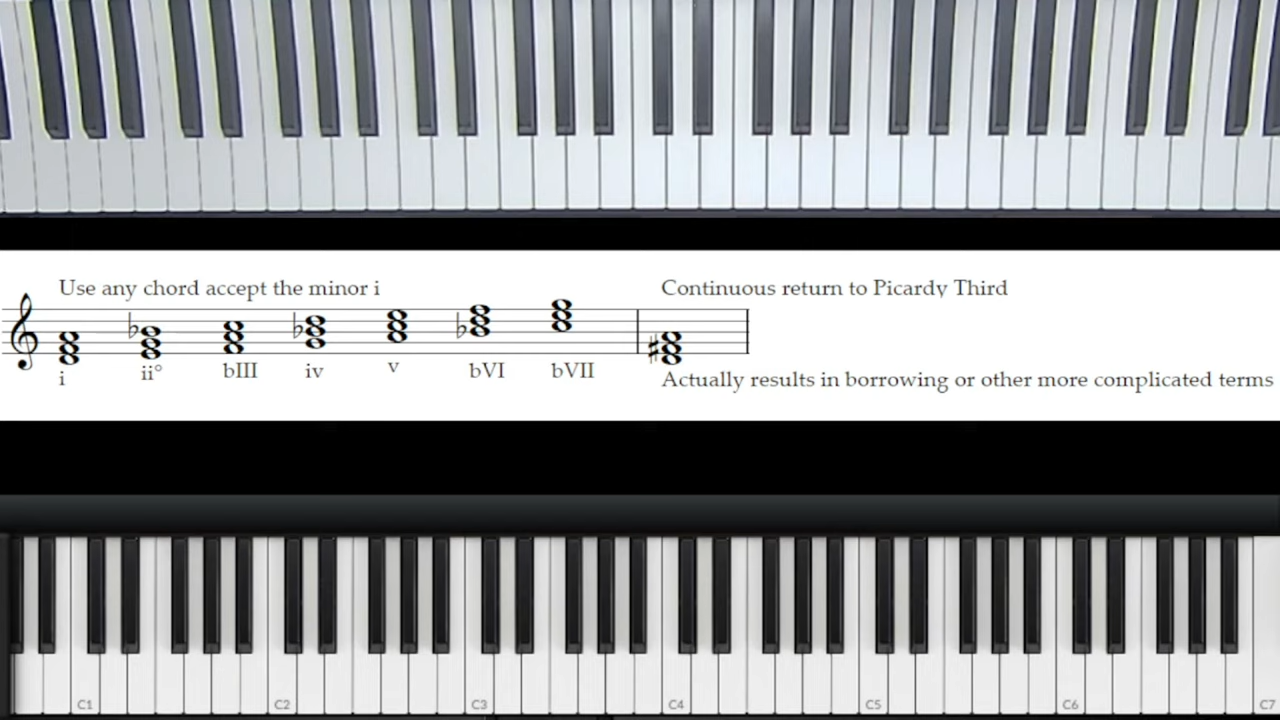 Use any chord accept the minor i
Continuous return to Picardy Third
i ii° bIII iv v bVI bVII
Actually results in borrowing or other more complicated terms
C1 C2 C3 C4 C5 C6 C7